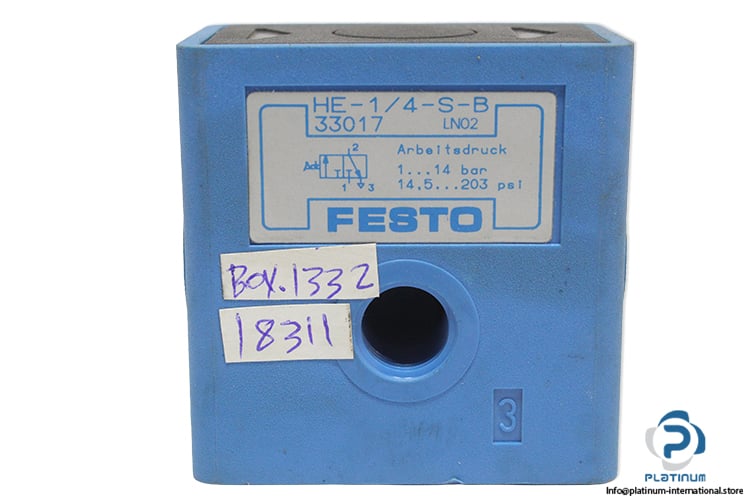 HE-1/4-S-B
33017 LN02
2
1 3
Arbeitsdruck
1...14 bar
14,5...203 psi
FESTO
Box.1332
18311
3
PLATINUM
Info@platinum-international.store